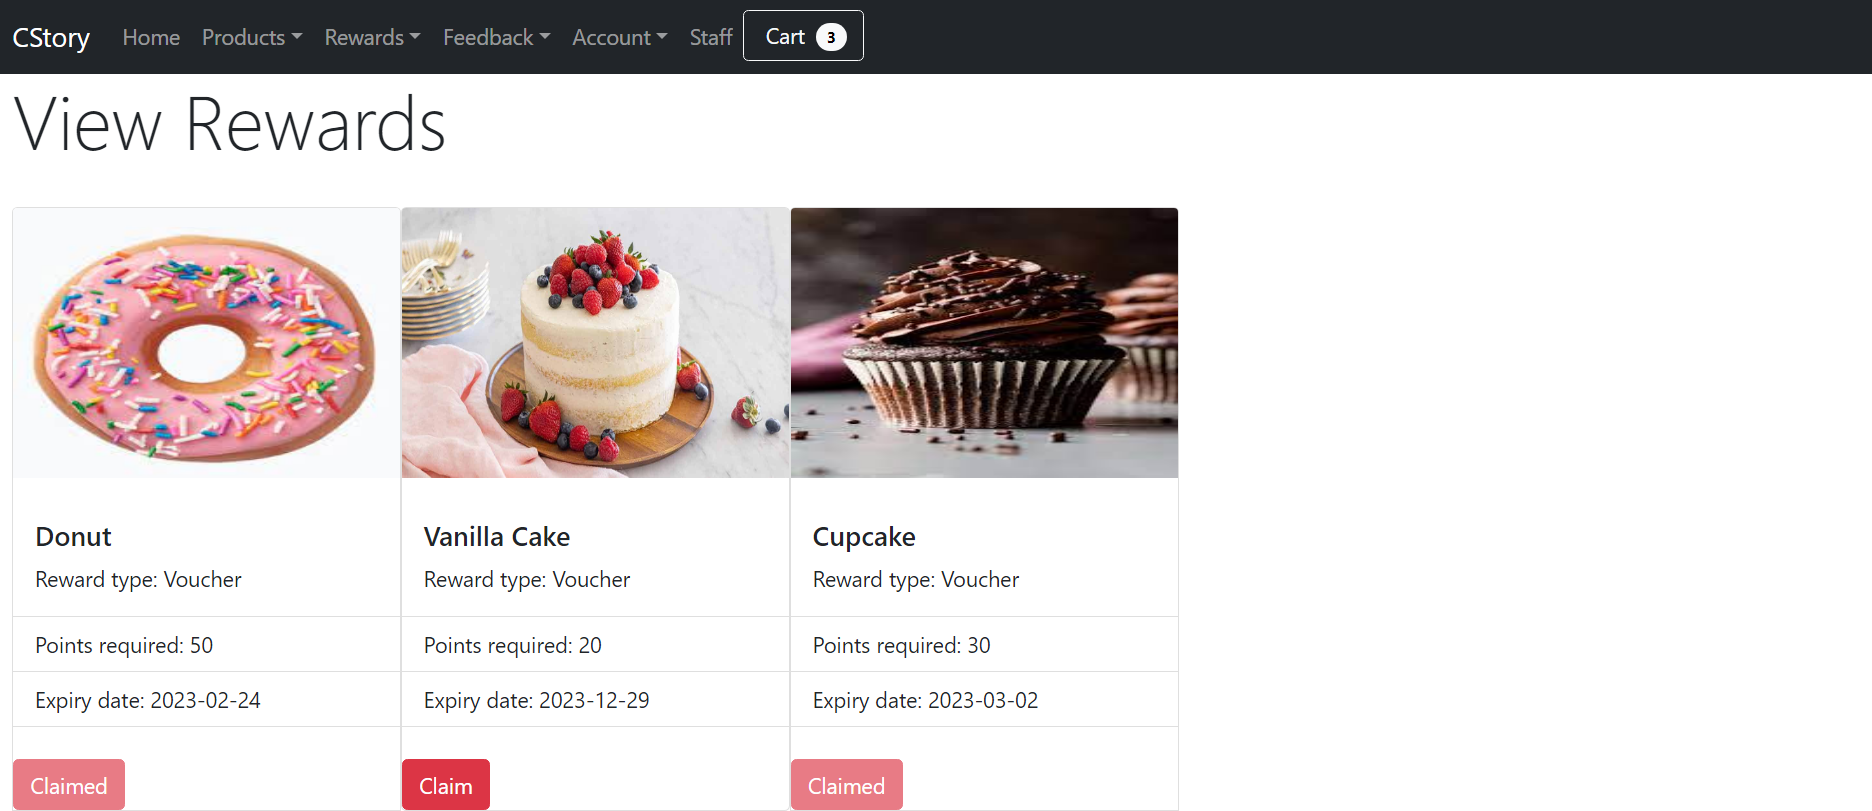 CStory Home Products Rewards Feedback Account Staff Cart 3
View Rewards
Donut
Reward type: Voucher
Points required: 50
Expiry date: 2023-02-24
Claimed
Vanilla Cake
Reward type: Voucher
Points required: 20
Expiry date: 2023-12-29
Claim
Cupcake
Reward type: Voucher
Points required: 30
Expiry date: 2023-03-02
Claimed